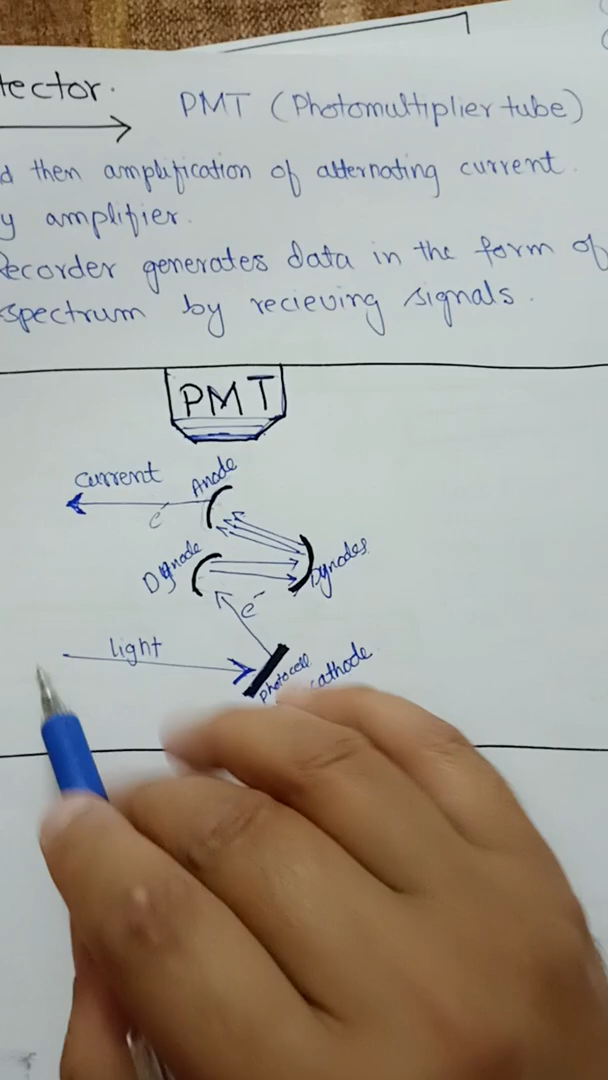 tector.
PMT (Photomultiplier tube)
d then amplification of alternating current.
y amplifier.
Recorder generates data in the form of
spectrum by recieving signals.
PMT
current
Anode
e⁻
Dynode
Dynodes
e⁻
light
photocell
cathode